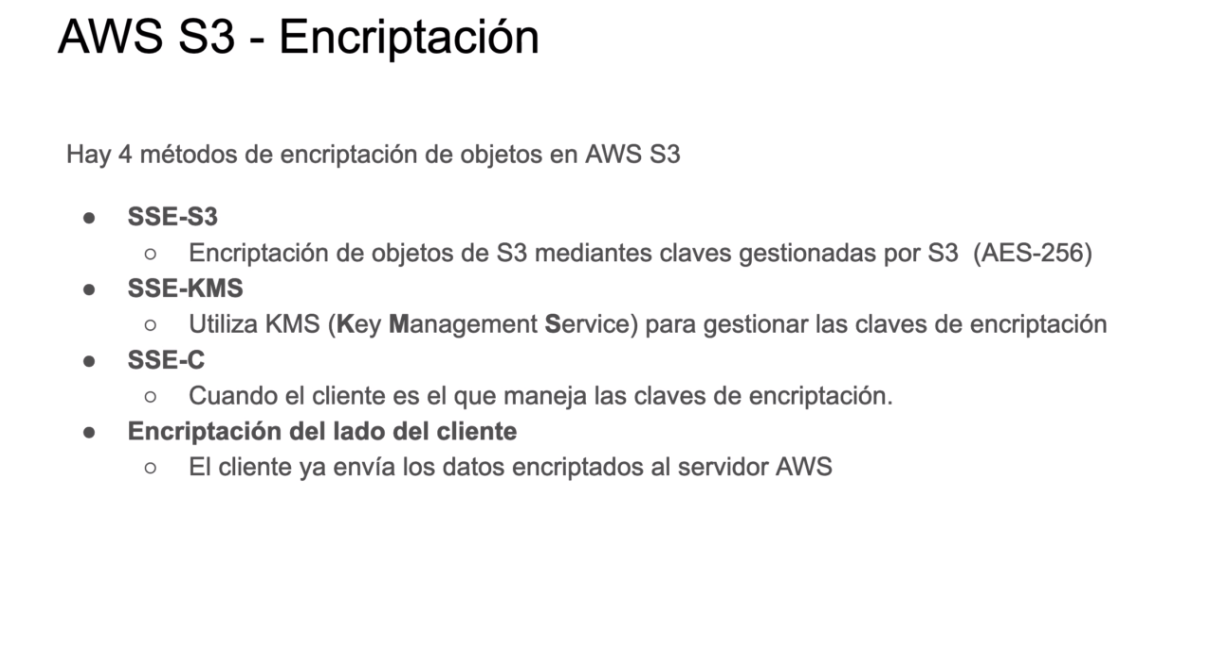 AWS S3 - Encriptación
Hay 4 métodos de encriptación de objetos en AWS S3
● SSE-S3
○ Encriptación de objetos de S3 mediantes claves gestionadas por S3 (AES-256)
● SSE-KMS
○ Utiliza KMS (Key Management Service) para gestionar las claves de encriptación
● SSE-C
○ Cuando el cliente es el que maneja las claves de encriptación.
● Encriptación del lado del cliente
○ El cliente ya envía los datos encriptados al servidor AWS